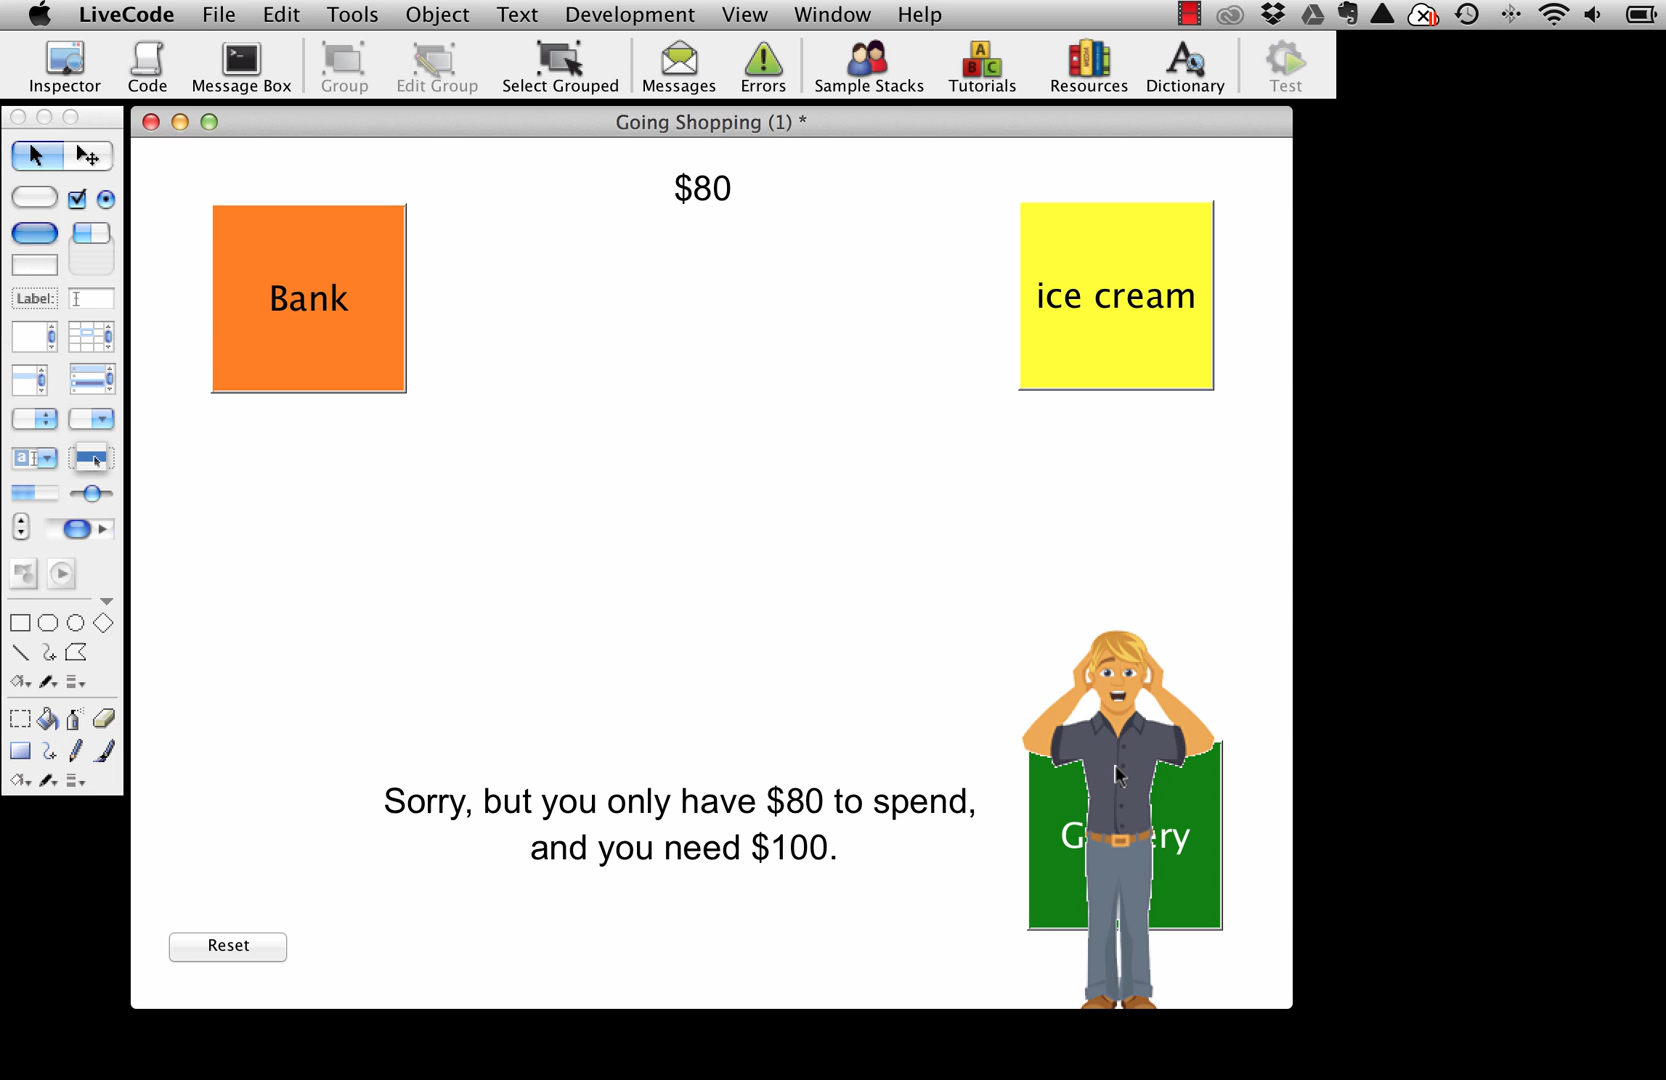 LiveCode File Edit Tools Object Text Development View Window Help
Inspector Code Message Box Group Edit Group Select Grouped Messages Errors Sample Stacks Tutorials Resources Dictionary Test
Going Shopping (1) *
$80
Bank
ice cream
Label:
Sorry, but you only have $80 to spend,
and you need $100.
G ry
Reset